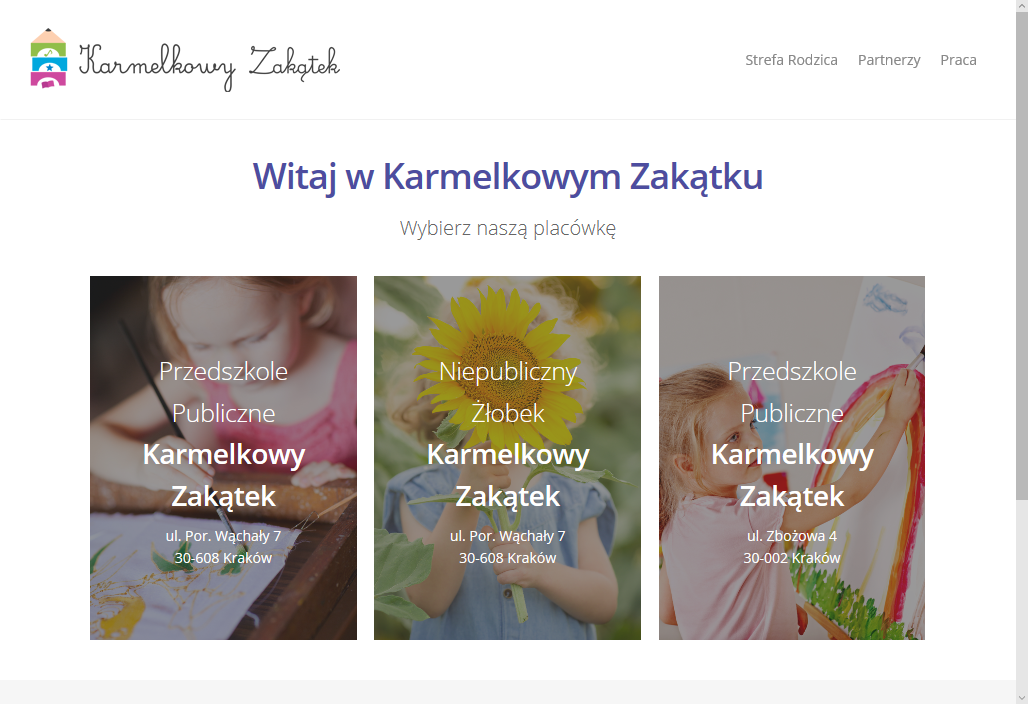 Karmelkowy Zakątek
Strefa Rodzica Partnerzy Praca
Witaj w Karmelkowym Zakątku
Wybierz naszą placówkę
Przedszkole
Publiczne
Karmelkowy
Zakątek
ul. Por. Wąchały 7
30-608 Kraków
Niepubliczny
Żłobek
Karmelkowy
Zakątek
ul. Por. Wąchały 7
30-608 Kraków
Przedszkole
Publiczne
Karmelkowy
Zakątek
ul. Zbożowa 4
30-002 Kraków